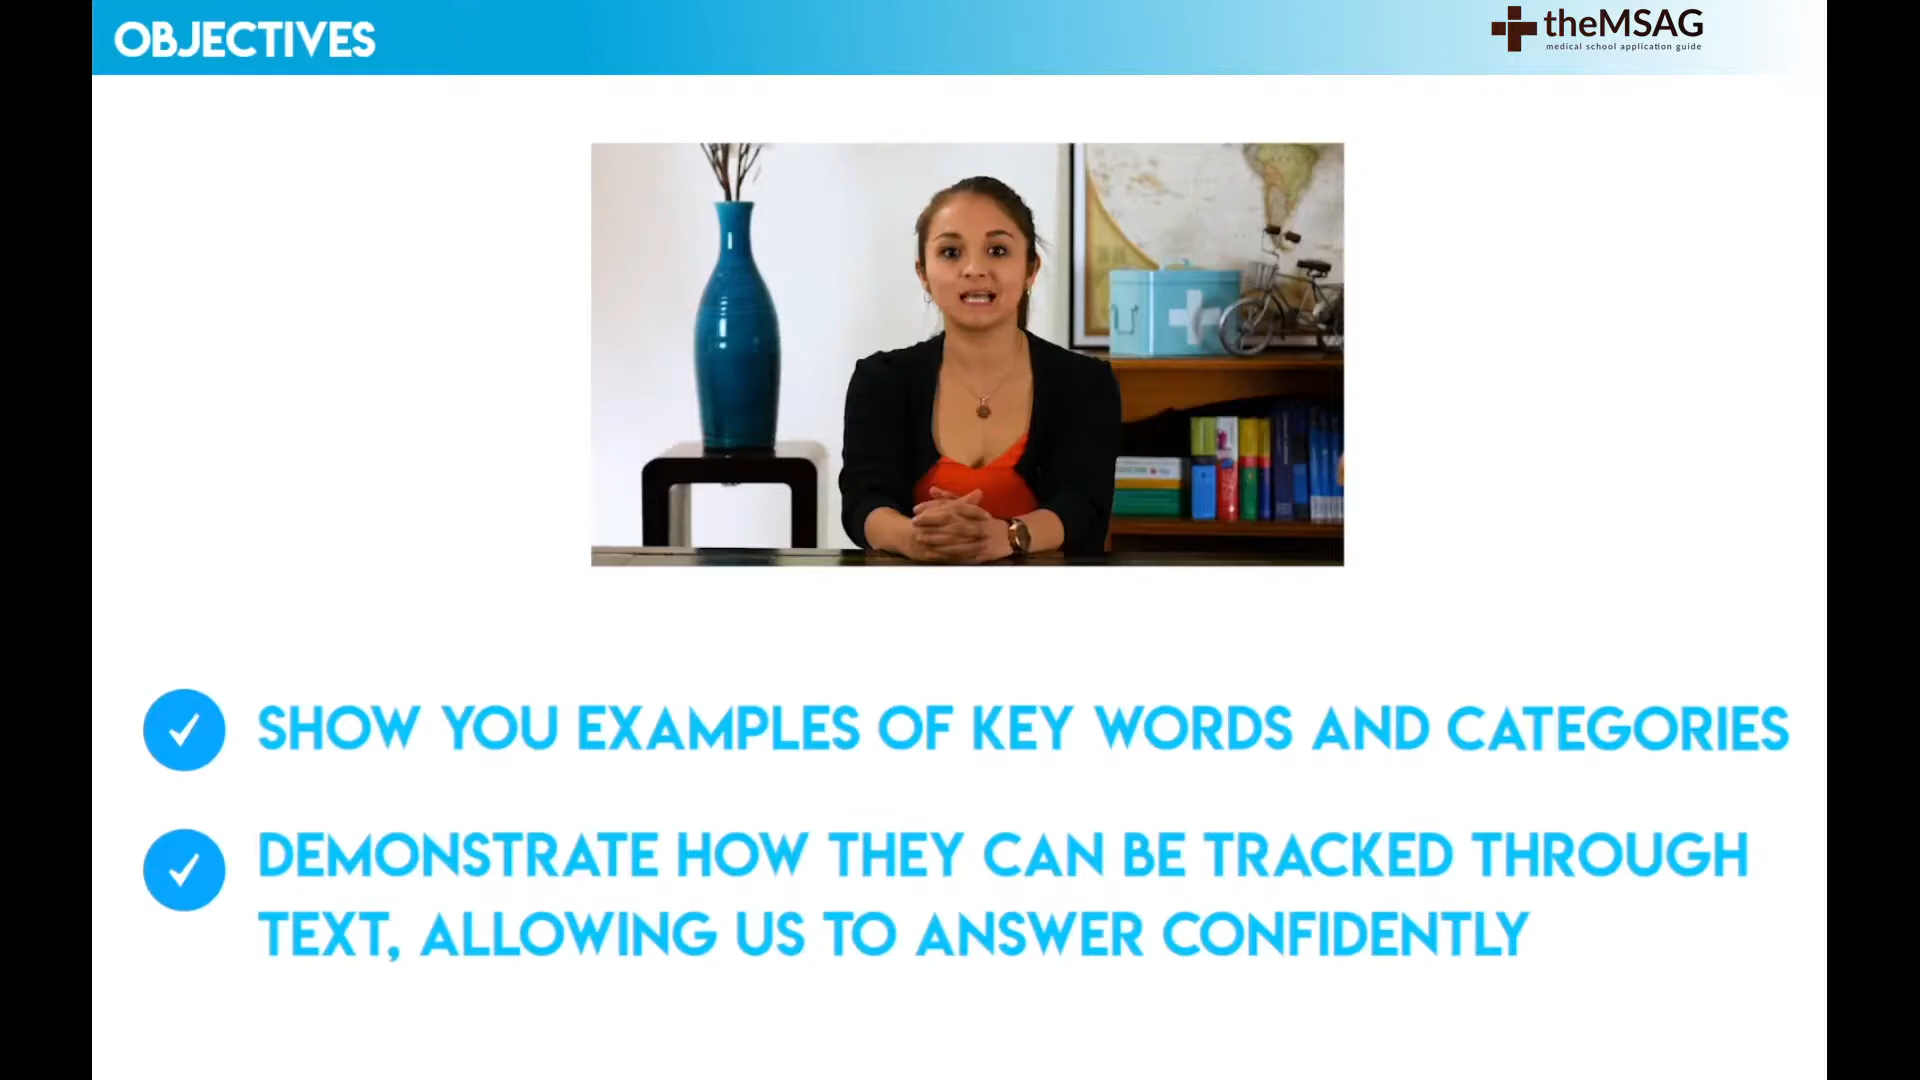 OBJECTIVES
theMSAG
medical school application guide
SHOW YOU EXAMPLES OF KEY WORDS AND CATEGORIES
DEMONSTRATE HOW THEY CAN BE TRACKED THROUGH
TEXT, ALLOWING US TO ANSWER CONFIDENTLY